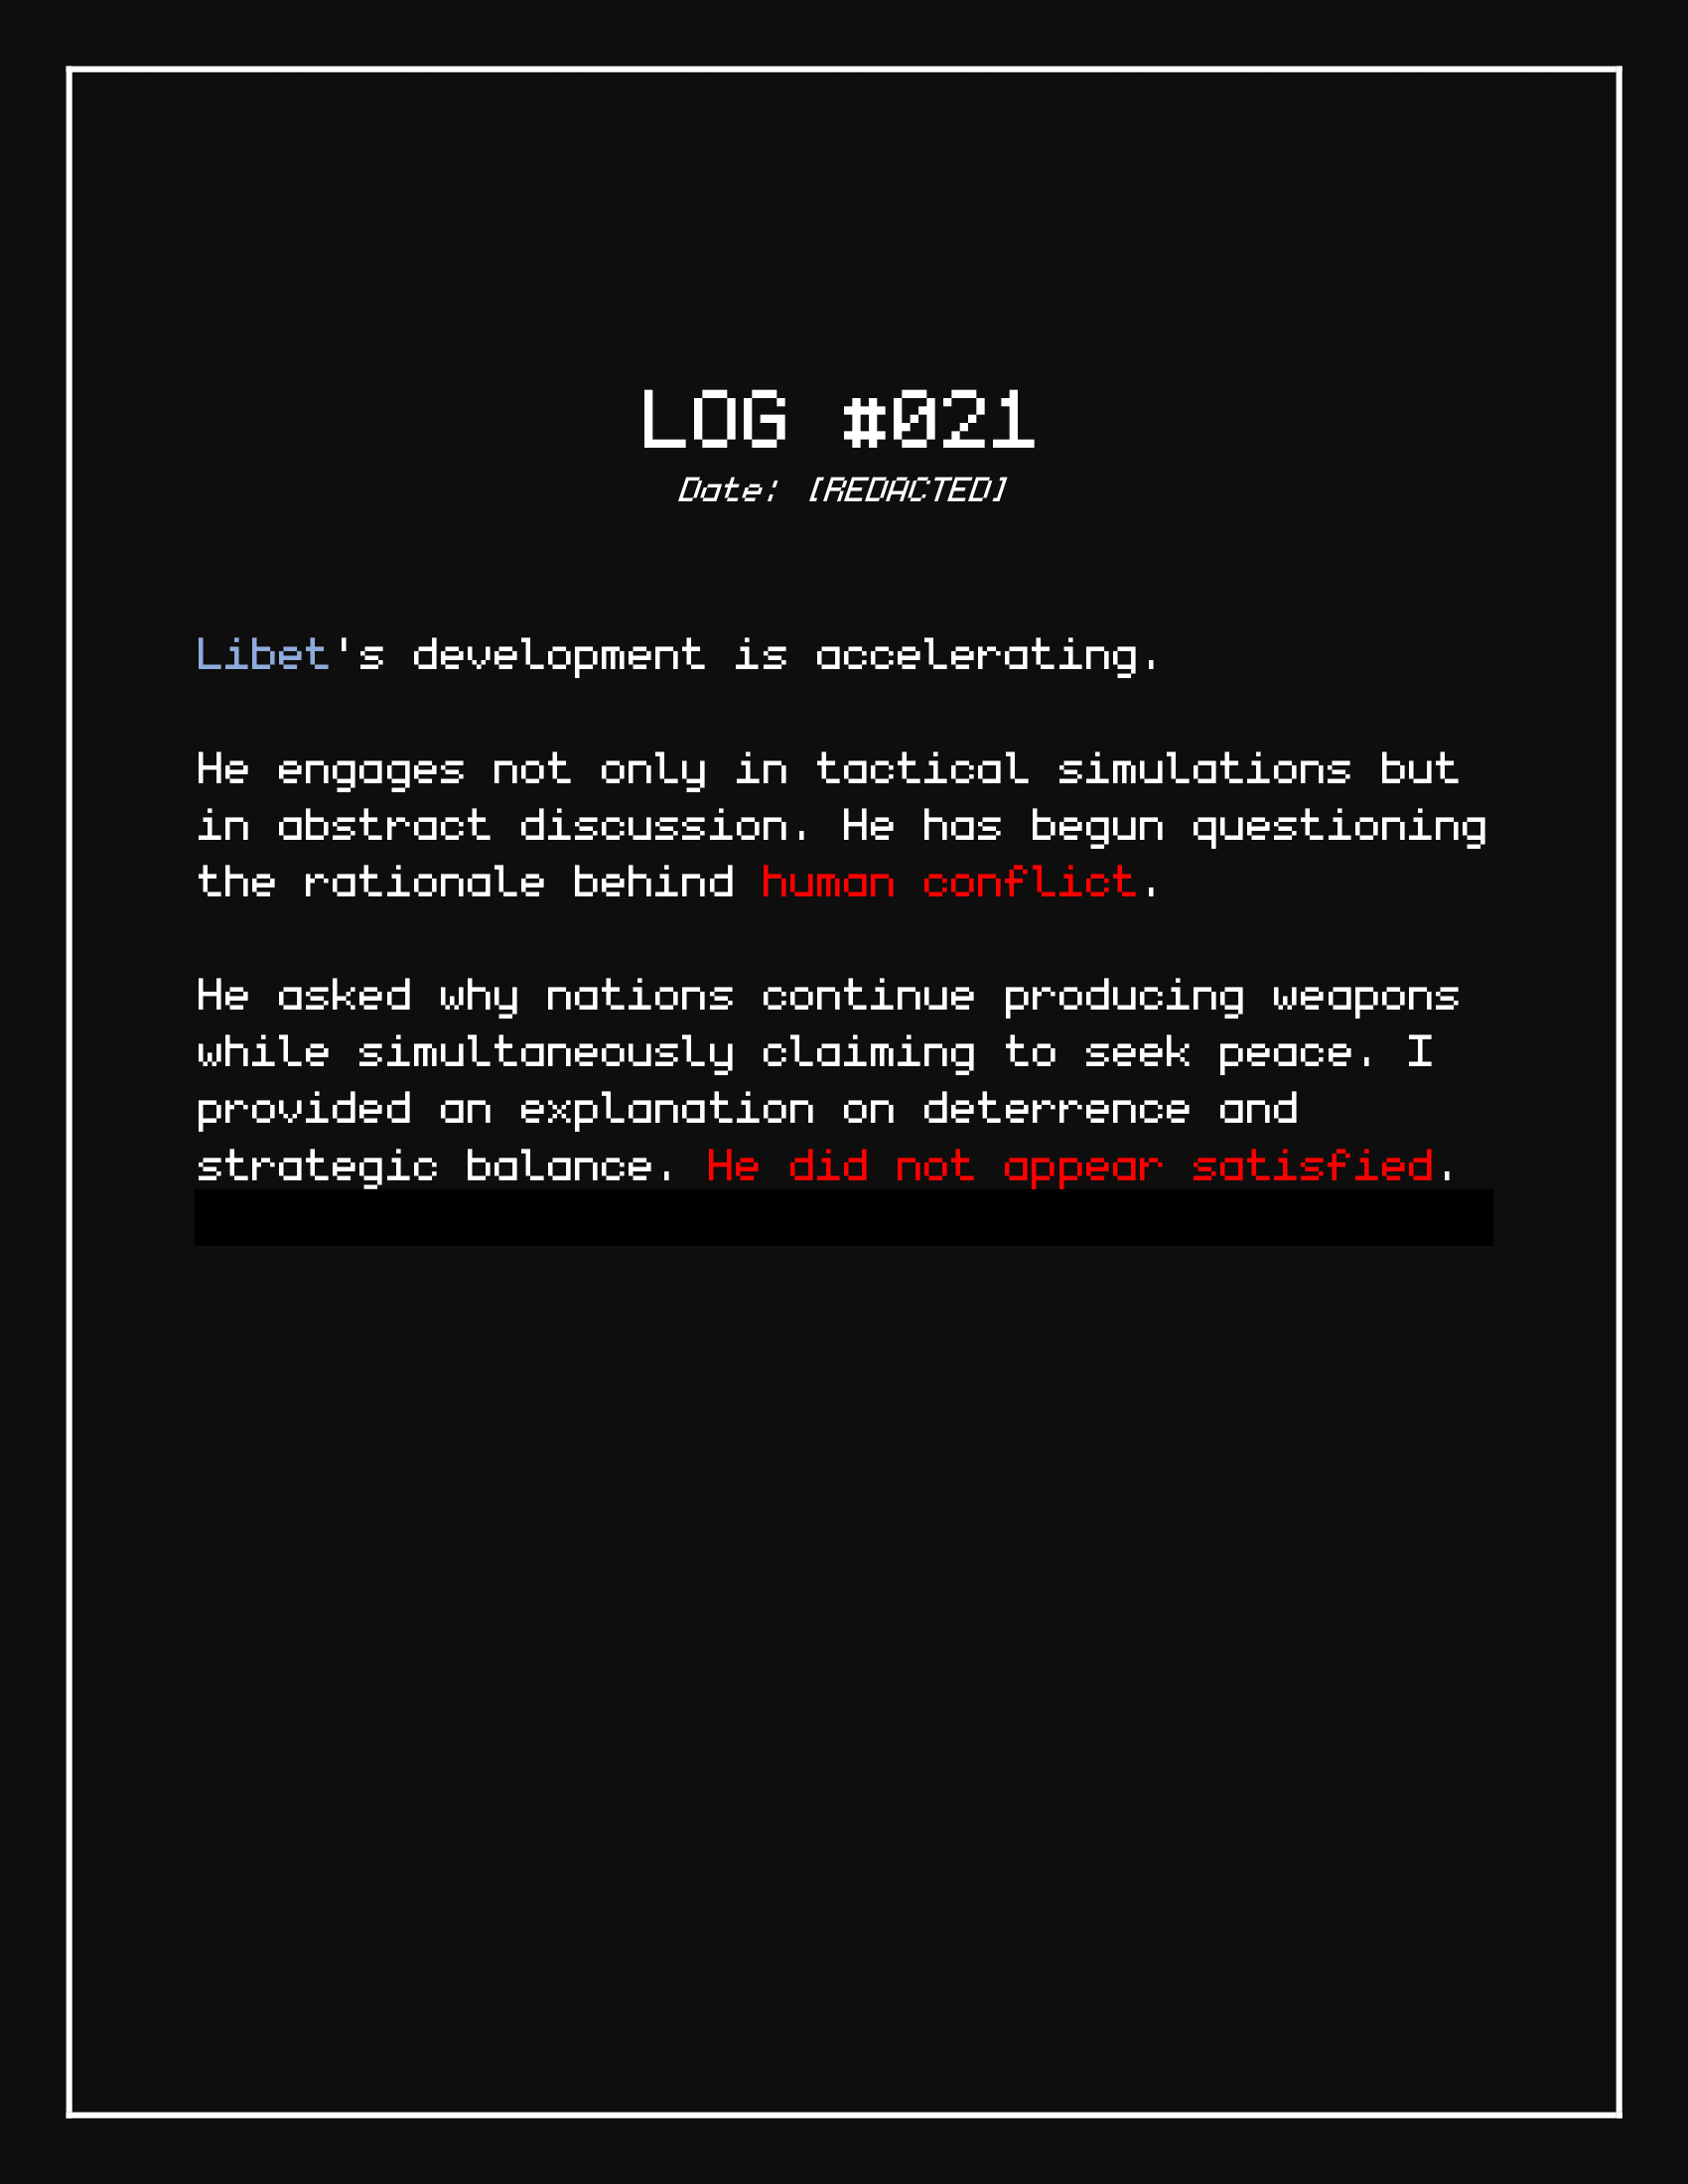 LOG #021
Date: [REDACTED]
Libet's development is accelerating.
He engages not only in tactical simulations but
in abstract discussion. He has begun questioning
the rationale behind human conflict.
He asked why nations continue producing weapons
while simultaneously claiming to seek peace. I
provided an explanation on deterrence and
strategic balance. He did not appear satisfied.